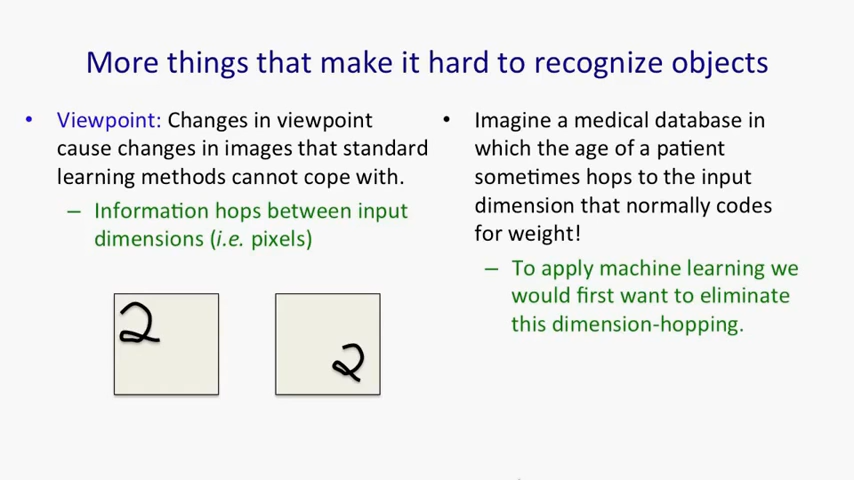 More things that make it hard to recognize objects
• Viewpoint: Changes in viewpoint
cause changes in images that standard
learning methods cannot cope with.
– Information hops between input
dimensions (i.e. pixels)
2
2
• Imagine a medical database in
which the age of a patient
sometimes hops to the input
dimension that normally codes
for weight!
– To apply machine learning we
would first want to eliminate
this dimension-hopping.